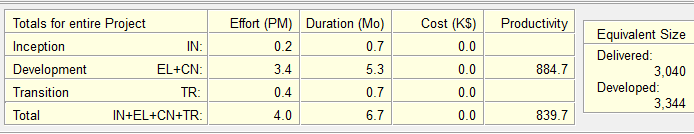 Totals for entire Project Effort (PM) Duration (Mo) Cost (K$) Productivity
Inception IN: 0.2 0.7 0.0
Development EL+CN: 3.4 5.3 0.0 884.7
Transition TR: 0.4 0.7 0.0
Total IN+EL+CN+TR: 4.0 6.7 0.0 839.7
Equivalent Size
Delivered:
3,040
Developed:
3,344